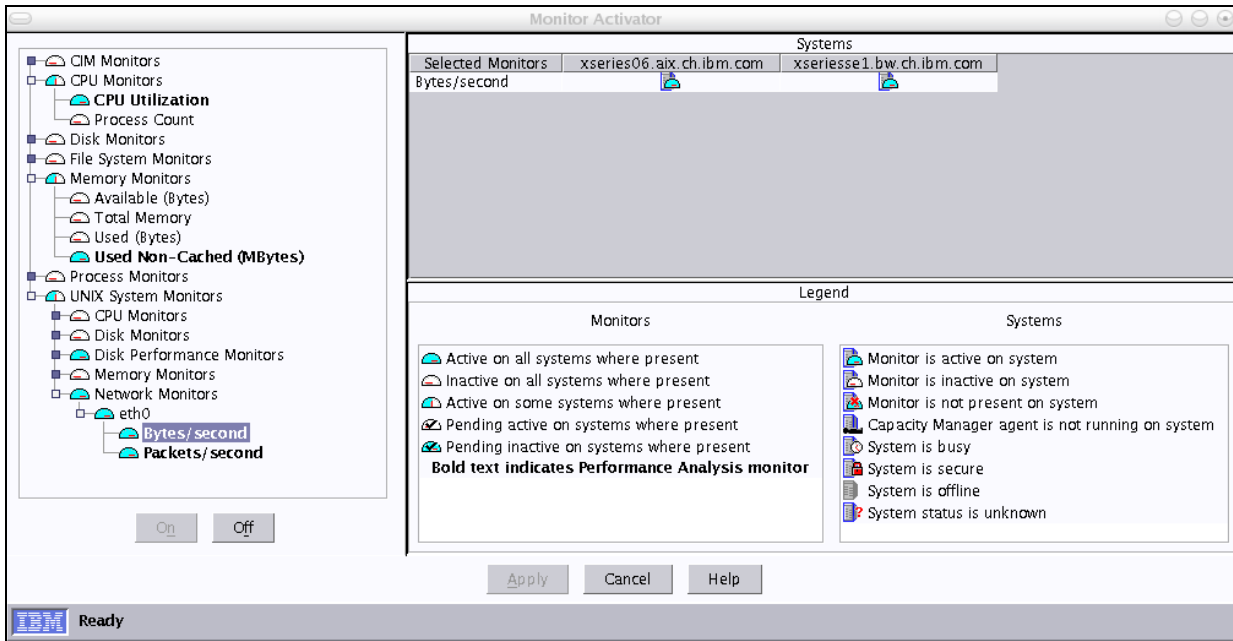 Monitor Activator
CIM Monitors
CPU Monitors
CPU Utilization
Process Count
Disk Monitors
File System Monitors
Memory Monitors
Available (Bytes)
Total Memory
Used (Bytes)
Used Non-Cached (MBytes)
Process Monitors
UNIX System Monitors
CPU Monitors
Disk Monitors
Disk Performance Monitors
Memory Monitors
Network Monitors
eth0
Bytes/second
Packets/second
On
Off
Systems
Selected Monitors xseries06.aix.ch.ibm.com xseriesse1.bw.ch.ibm.com
Bytes/second
Legend
Monitors
Active on all systems where present
Inactive on all systems where present
Active on some systems where present
Pending active on systems where present
Pending inactive on systems where present
Bold text indicates Performance Analysis monitor
Systems
Monitor is active on system
Monitor is inactive on system
Monitor is not present on system
Capacity Manager agent is not running on system
System is busy
System is secure
System is offline
System status is unknown
Apply
Cancel
Help
IBM
Ready